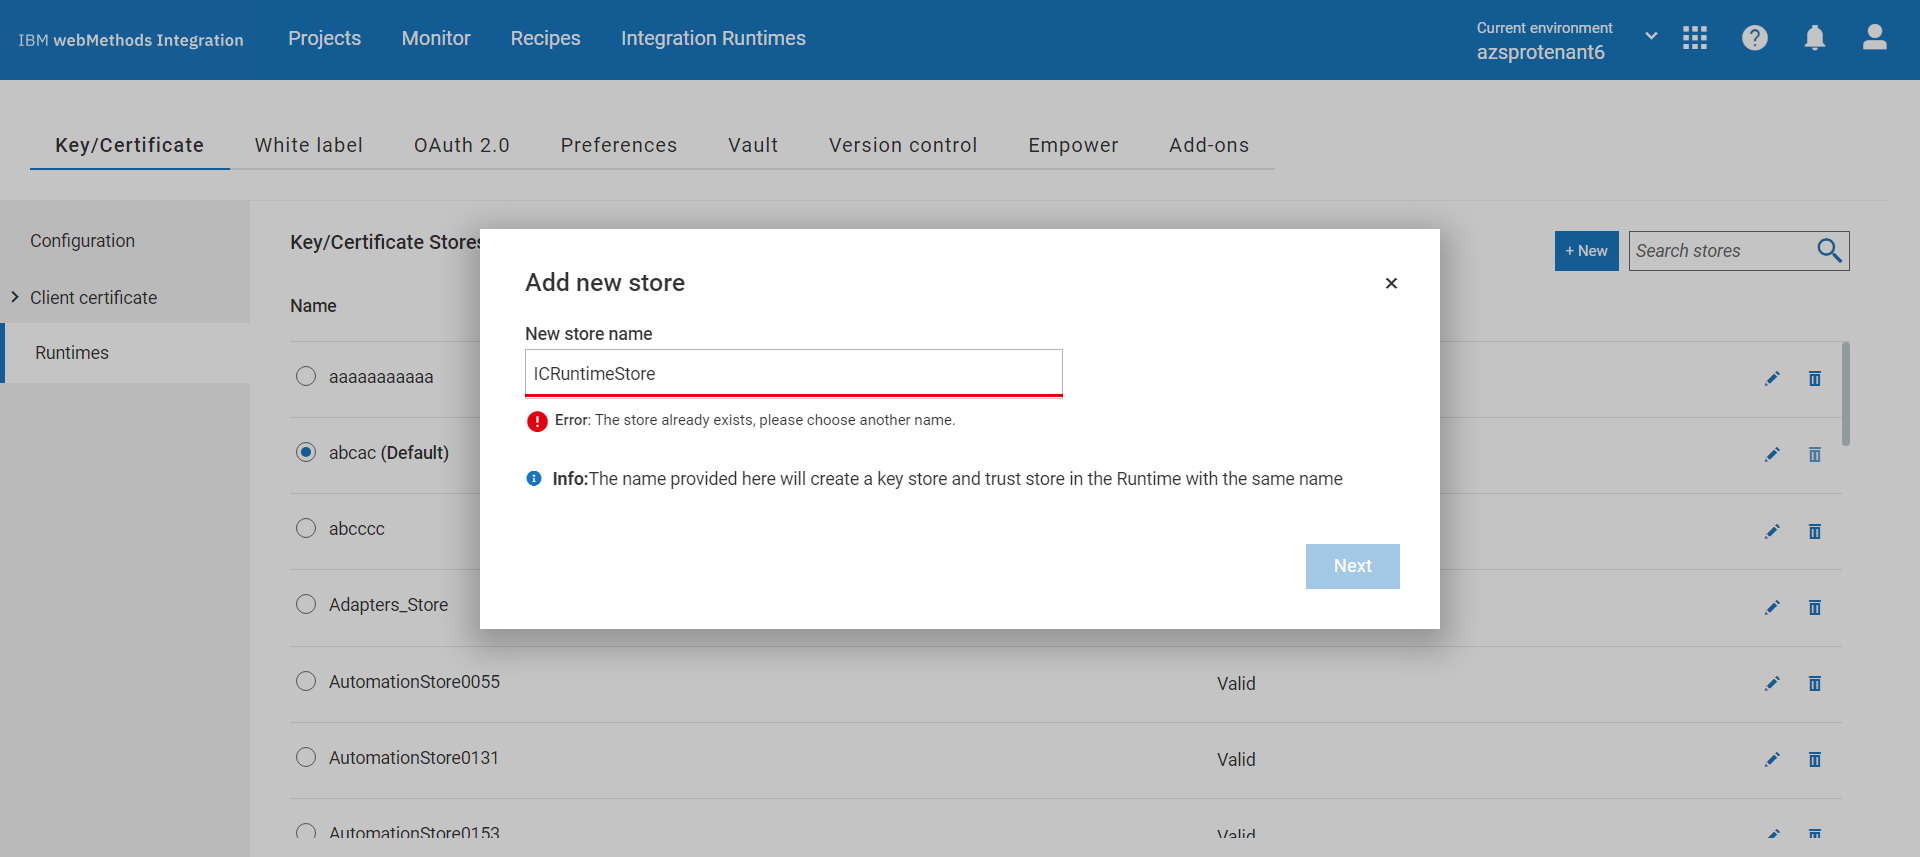 IBM webMethods Integration
Projects
Monitor
Recipes
Integration Runtimes
Current environment
azsprotenant6
Key/Certificate
White label
OAuth 2.0
Preferences
Vault
Version control
Empower
Add-ons
Configuration
Client certificate
Runtimes
Key/Certificate Stores
+ New
Search stores
Name
Add new store
New store name
ICRuntimeStore
Error: The store already exists, please choose another name.
Info:The name provided here will create a key store and trust store in the Runtime with the same name
Next
aaaaaaaaaaa
abcac (Default)
abcccc
Adapters_Store
AutomationStore0055
Valid
AutomationStore0131
Valid
AutomationStore0153
Valid